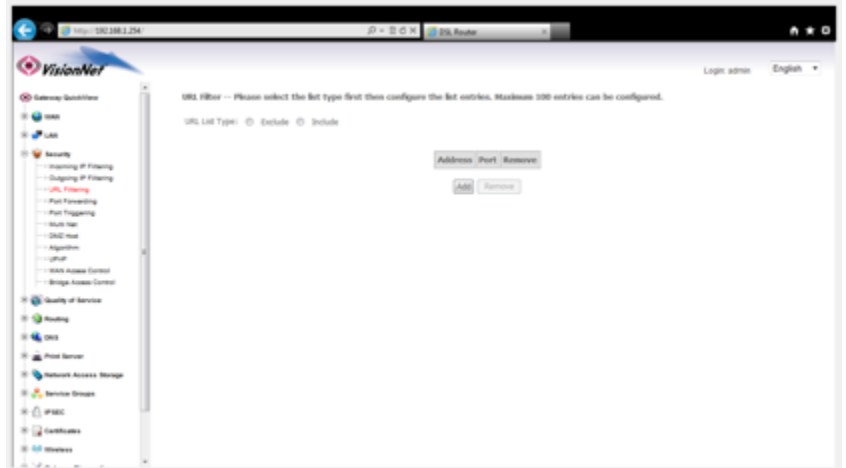 http://192.168.1.254/
DSL Router
VisionNet
Login: admin
English
Gateway QuickView
WAN
LAN
Security
Incoming IP Filtering
Outgoing IP Filtering
URL Filtering
Port Forwarding
Port Triggering
Multi Nat
DMZ Host
Algorithm
UPnP
WAN Access Control
Bridge Access Control
Quality of Service
Routing
DNS
Print Server
Network Access Storage
Service Groups
IPSEC
Certificates
Wireless
URL Filter -- Please select the list type first then configure the list entries. Maximum 100 entries can be configured.
URL List Type: Exclude Include
Address Port Remove
Add Remove